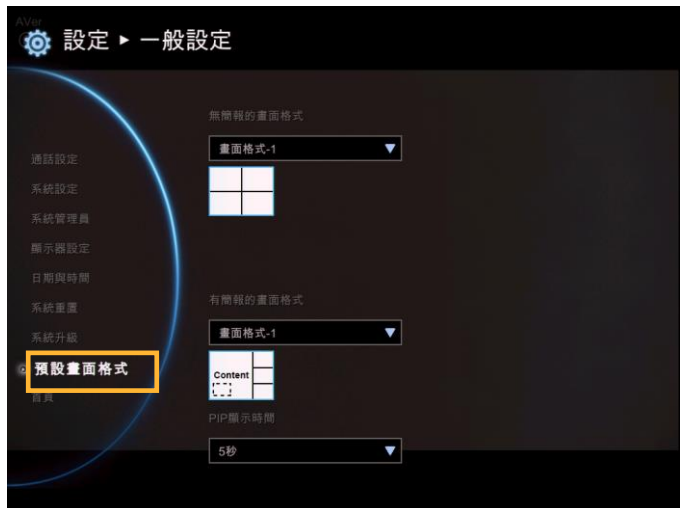 AVer
設定 ▸ 一般設定
無簡報的畫面格式
畫面格式-1
通話設定
系統設定
系統管理員
顯示器設定
日期與時間
系統重置
系統升級
預設畫面格式
首頁
有簡報的畫面格式
畫面格式-1
Content
PIP顯示時間
5秒